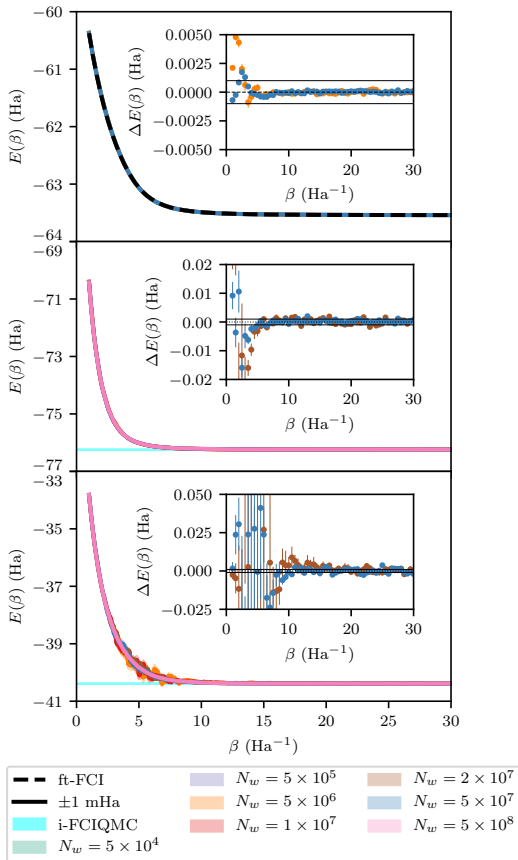 −60
−61
−62
−63
−64
E(β) (Ha)
0.0050
0.0025
0.0000
−0.0025
−0.0050
ΔE(β) (Ha)
0 10 20 30
β (Ha⁻¹)
−69
−71
−73
−75
−77
E(β) (Ha)
0.02
0.01
0.00
−0.01
−0.02
ΔE(β) (Ha)
0 10 20 30
β (Ha⁻¹)
−33
−35
−37
−39
−41
E(β) (Ha)
0.050
0.025
0.000
−0.025
ΔE(β) (Ha)
0 10 20 30
β (Ha⁻¹)
0 5 10 15 20 25 30
β (Ha⁻¹)
ft-FCI
±1 mHa
i-FCIQMC
N_w = 5 × 10⁴
N_w = 5 × 10⁵
N_w = 5 × 10⁶
N_w = 1 × 10⁷
N_w = 2 × 10⁷
N_w = 5 × 10⁷
N_w = 5 × 10⁸